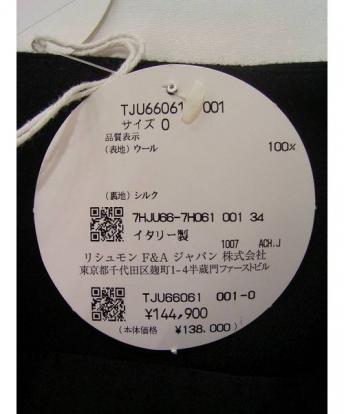 TJU66061 001
サイズ 0
品質表示
(表地) ウール 100%
(裏地) シルク
7HJU66-7H061 001 34
イタリー製
1007 ACH.J
リシュモン F&A ジャパン 株式会社
東京都千代田区麹町1-4半蔵門ファーストビル
TJU66061 001-0
¥144,900
(本体価格 ¥138,000)